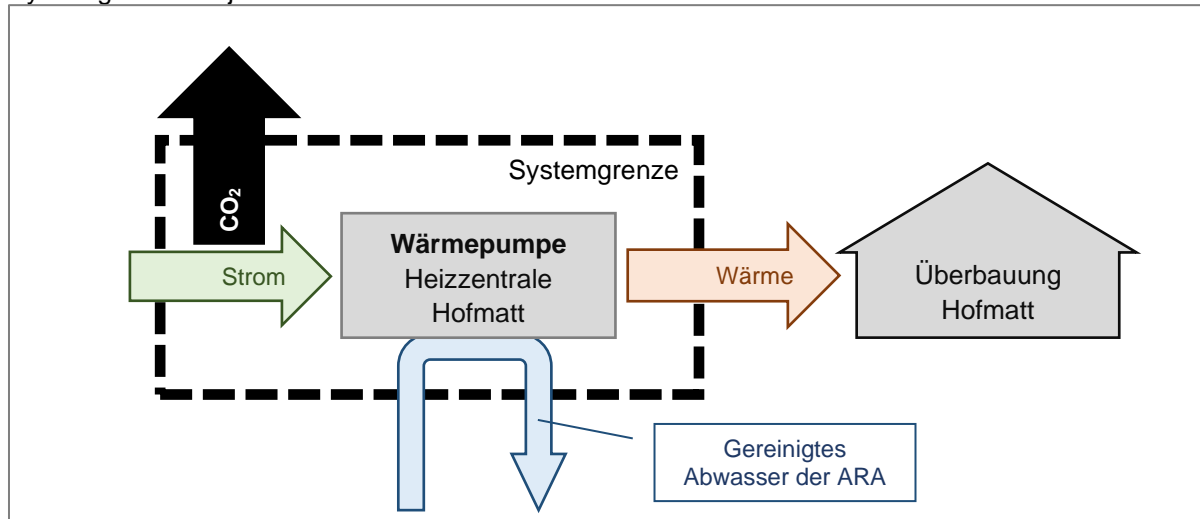 Systemgrenze
CO₂
Strom
Wärmepumpe
Heizzentrale
Hofmatt
Wärme
Überbauung
Hofmatt
Gereinigtes
Abwasser der ARA